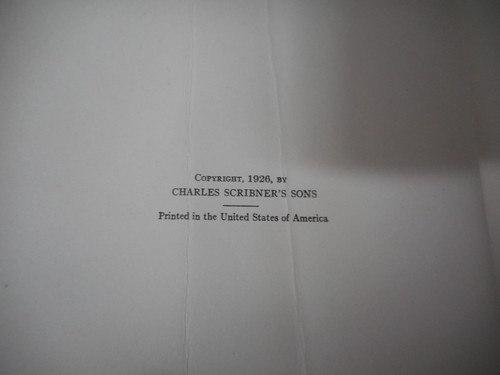 COPYRIGHT, 1926, BY
CHARLES SCRIBNER'S SONS
Printed in the United States of America